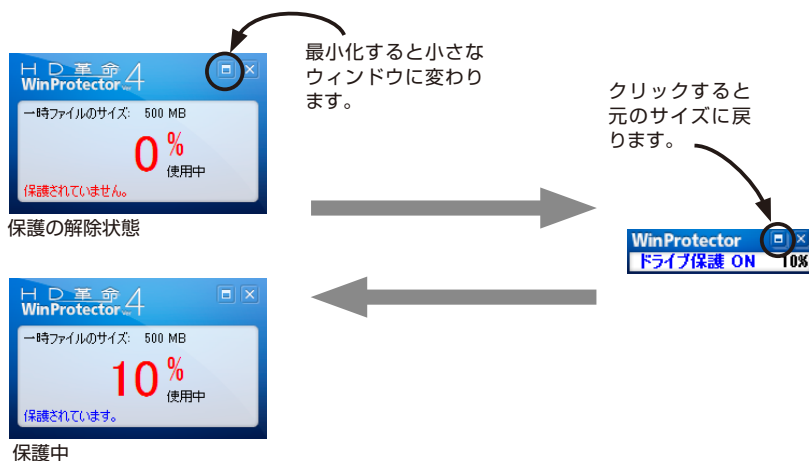 最小化すると小さな
ウィンドウに変わり
ます。
HD革命
WinProtector Ver. 4
一時ファイルのサイズ: 500 MB
0%
使用中
保護されていません。
保護の解除状態
クリックすると
元のサイズに戻
ります。
WinProtector
ドライブ保護 ON 10%
HD革命
WinProtector Ver. 4
一時ファイルのサイズ: 500 MB
10%
使用中
保護されています。
保護中